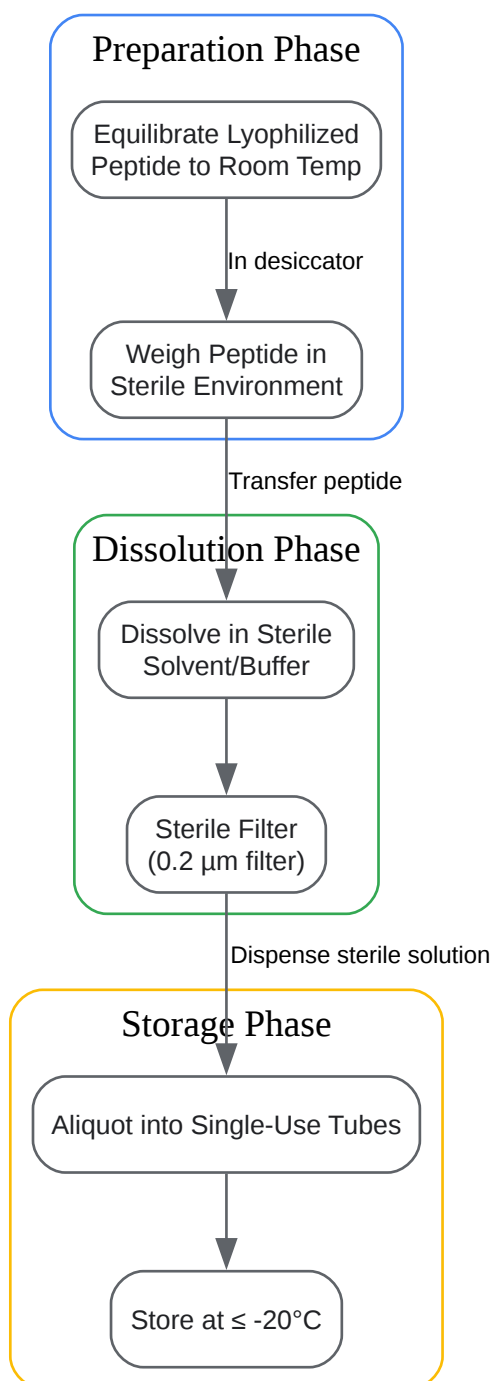 Preparation Phase
Equilibrate Lyophilized
Peptide to Room Temp
In desiccator
Weigh Peptide in
Sterile Environment
Transfer peptide
Dissolution Phase
Dissolve in Sterile
Solvent/Buffer
Sterile Filter
(0.2 µm filter)
Dispense sterile solution
Storage Phase
Aliquot into Single-Use Tubes
Store at ≤ -20°C